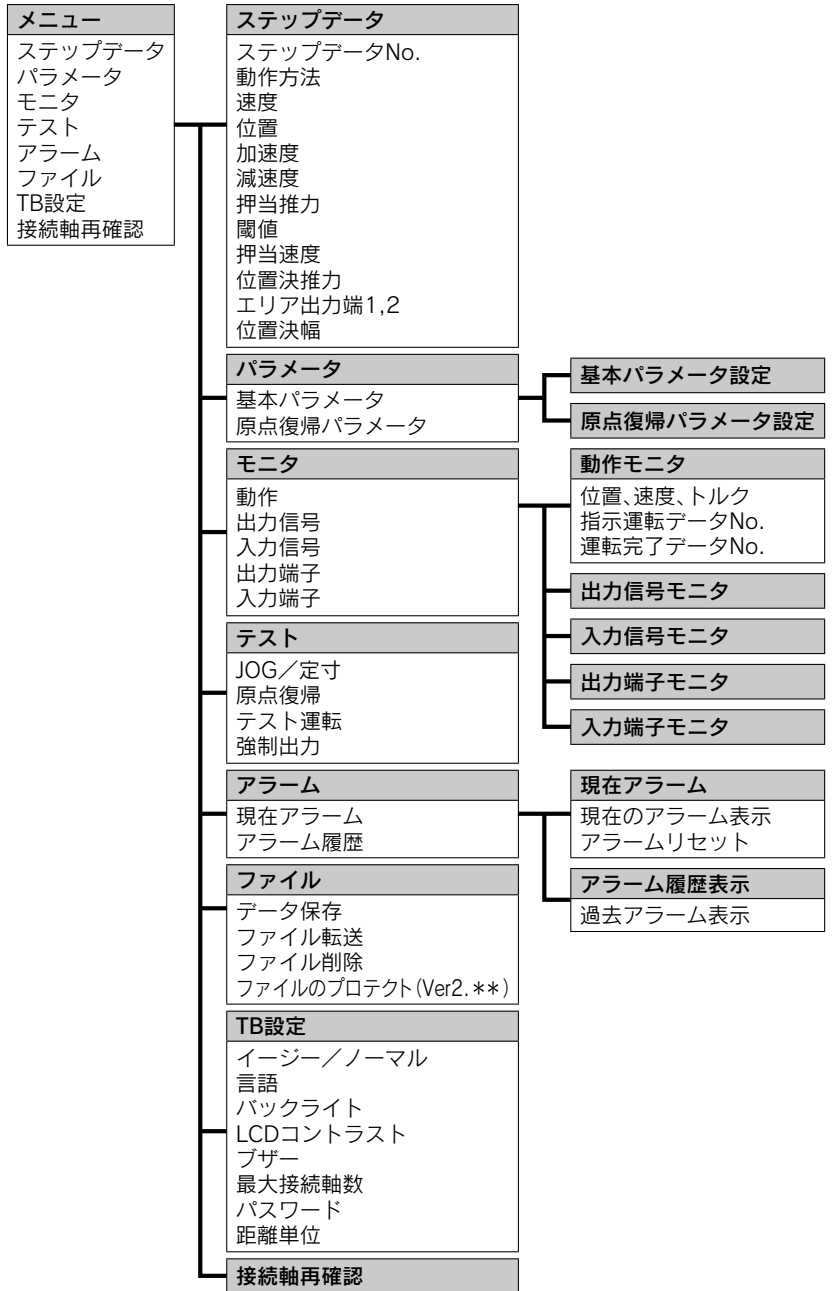 メニュー
ステップデータ
パラメータ
モニタ
テスト
アラーム
ファイル
TB設定
接続軸再確認
ステップデータ
ステップデータNo.
動作方法
速度
位置
加速度
減速度
押当推力
閾値
押当速度
位置決推力
エリア出力端1,2
位置決幅
パラメータ
基本パラメータ
原点復帰パラメータ
基本パラメータ設定
原点復帰パラメータ設定
モニタ
動作
出力信号
入力信号
出力端子
入力端子
動作モニタ
位置、速度、トルク
指示運転データNo.
運転完了データNo.
出力信号モニタ
入力信号モニタ
出力端子モニタ
入力端子モニタ
テスト
JOG／定寸
原点復帰
テスト運転
強制出力
アラーム
現在アラーム
アラーム履歴
現在アラーム
現在のアラーム表示
アラームリセット
アラーム履歴表示
過去アラーム表示
ファイル
データ保存
ファイル転送
ファイル削除
ファイルのプロテクト(Ver2.＊＊)
TB設定
イージー／ノーマル
言語
バックライト
LCDコントラスト
ブザー
最大接続軸数
パスワード
距離単位
接続軸再確認